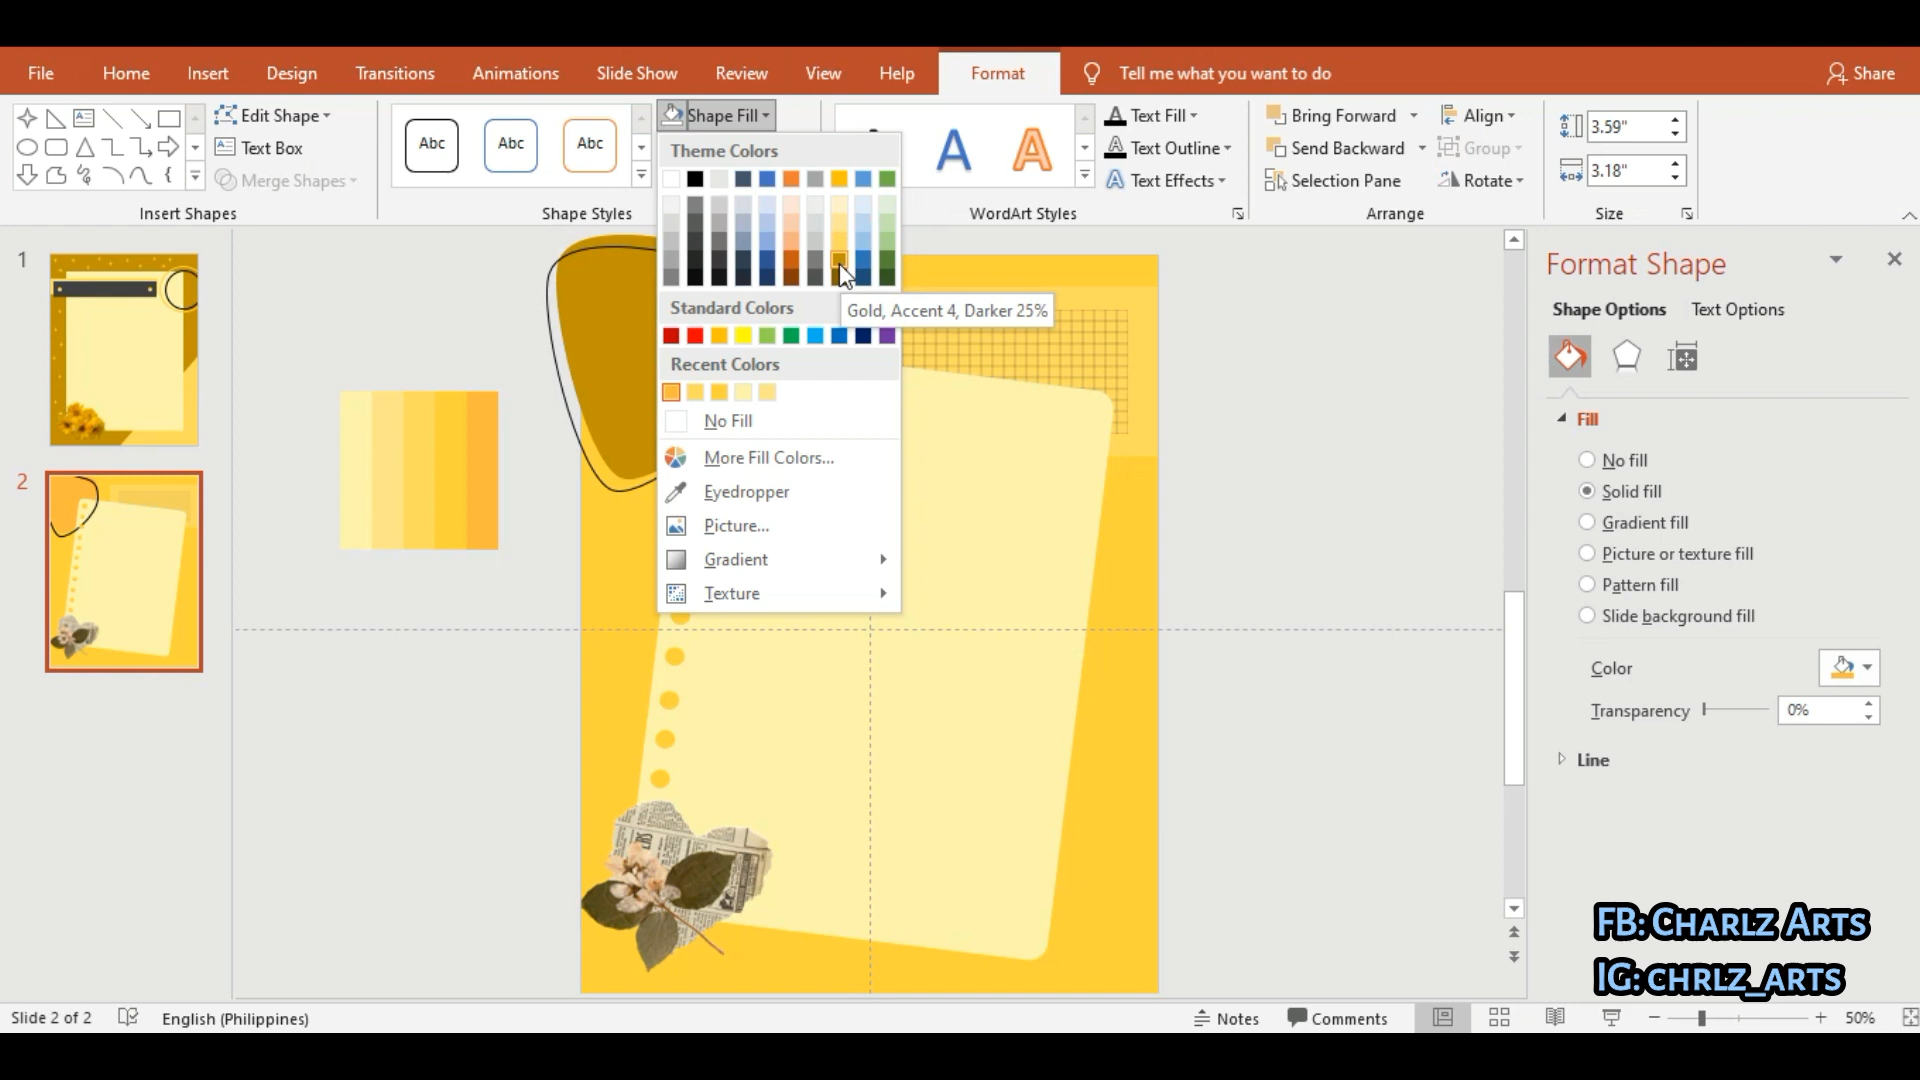 File Home Insert Design Transitions Animations Slide Show Review View Help Format Tell me what you want to do Share
Edit Shape
Text Box
Merge Shapes
Insert Shapes
Abc Abc Abc
Shape Styles
Shape Fill
Theme Colors
Gold, Accent 4, Darker 25%
Standard Colors
Recent Colors
No Fill
More Fill Colors...
Eyedropper
Picture...
Gradient
Texture
A A
WordArt Styles
Text Fill
Text Outline
Text Effects
Bring Forward
Send Backward
Selection Pane
Align
Group
Rotate
Arrange
3.59"
3.18"
Size
1
2
Format Shape
Shape Options Text Options
Fill
No fill
Solid fill
Gradient fill
Picture or texture fill
Pattern fill
Slide background fill
Color
Transparency 0%
Line
FB: Charlz Arts
IG: chrlz_arts
Slide 2 of 2 English (Philippines) Notes Comments 50%